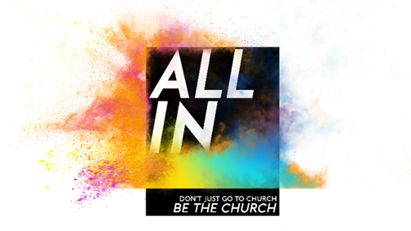 ALL
IN
DON'T JUST GO TO CHURCH
BE THE CHURCH